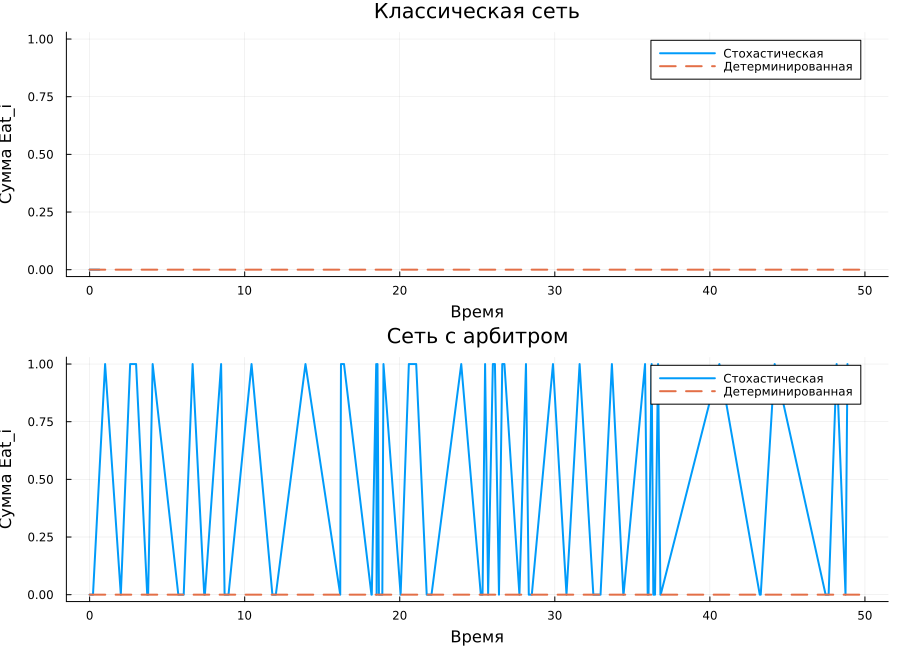 Классическая сеть
1.00
0.75
0.50
0.25
0.00
Сумма Eat_i
Стохастическая
Детерминированная
0 10 20 30 40 50
Время
Сеть с арбитром
1.00
0.75
0.50
0.25
0.00
Сумма Eat_i
Стохастическая
Детерминированная
0 10 20 30 40 50
Время